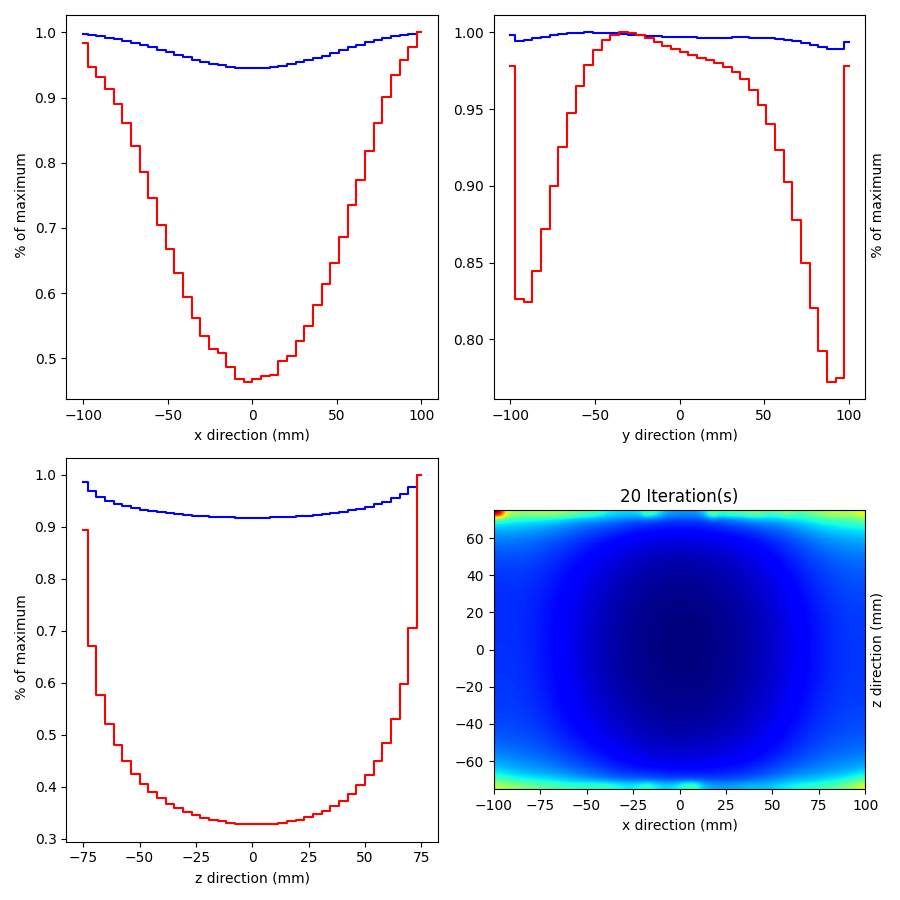 1.0
0.9
0.8
0.7
0.6
0.5
% of maximum
−100 −50 0 50 100
x direction (mm)
1.00
0.95
0.90
0.85
0.80
% of maximum
−100 −50 0 50 100
y direction (mm)
1.0
0.9
0.8
0.7
0.6
0.5
0.4
0.3
% of maximum
−75 −50 −25 0 25 50 75
z direction (mm)
20 Iteration(s)
60
40
20
0
−20
−40
−60
z direction (mm)
−100 −75 −50 −25 0 25 50 75 100
x direction (mm)